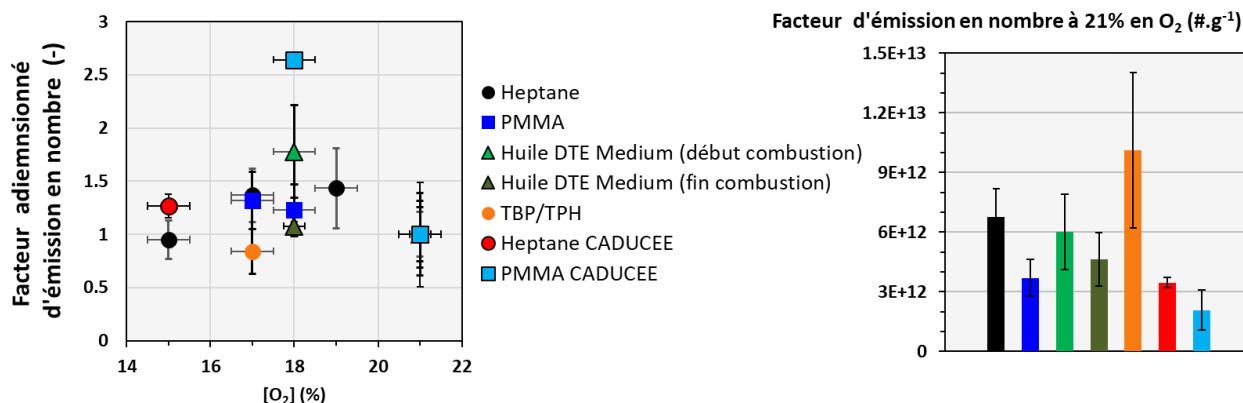 Facteur adiemnsionné
d'émission en nombre (-)
3
2.5
2
1.5
1
0.5
0
14 16 18 20 22
[O₂] (%)
Heptane
PMMA
Huile DTE Medium (début combustion)
Huile DTE Medium (fin combustion)
TBP/TPH
Heptane CADUCEE
PMMA CADUCEE
Facteur d'émission en nombre à 21% en O₂ (#.g⁻¹)
1.5E+13
1.2E+13
9E+12
6E+12
3E+12
0